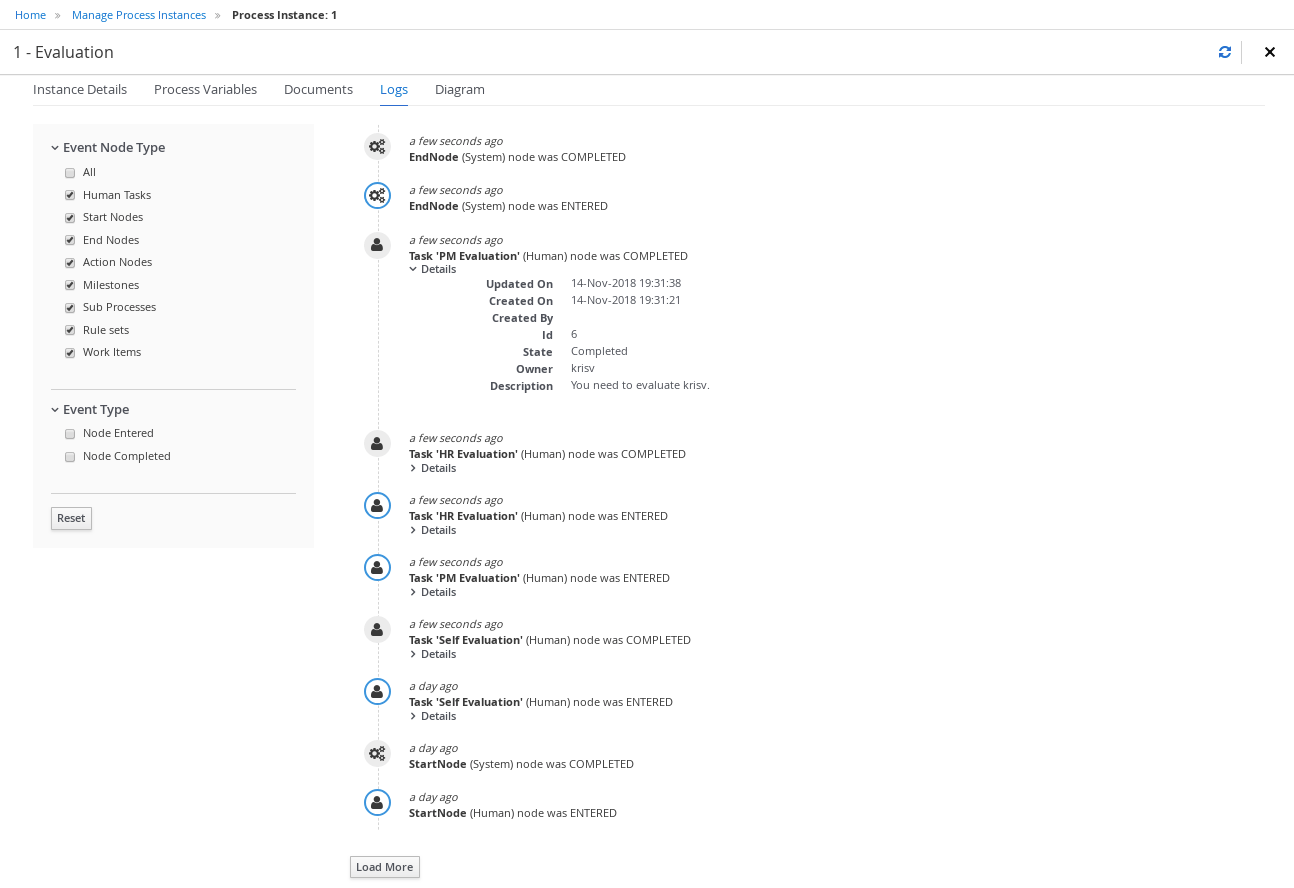 Home » Manage Process Instances » Process Instance: 1
1 - Evaluation
Instance Details Process Variables Documents Logs Diagram
Event Node Type
All
Human Tasks
Start Nodes
End Nodes
Action Nodes
Milestones
Sub Processes
Rule sets
Work Items
Event Type
Node Entered
Node Completed
Reset
a few seconds ago
EndNode (System) node was COMPLETED
a few seconds ago
EndNode (System) node was ENTERED
a few seconds ago
Task 'PM Evaluation' (Human) node was COMPLETED
Details
Updated On 14-Nov-2018 19:31:38
Created On 14-Nov-2018 19:31:21
Created By
Id 6
State Completed
Owner krisv
Description You need to evaluate krisv.
a few seconds ago
Task 'HR Evaluation' (Human) node was COMPLETED
Details
a few seconds ago
Task 'HR Evaluation' (Human) node was ENTERED
Details
a few seconds ago
Task 'PM Evaluation' (Human) node was ENTERED
Details
a few seconds ago
Task 'Self Evaluation' (Human) node was COMPLETED
Details
a day ago
Task 'Self Evaluation' (Human) node was ENTERED
Details
a day ago
StartNode (System) node was COMPLETED
a day ago
StartNode (Human) node was ENTERED
Load More